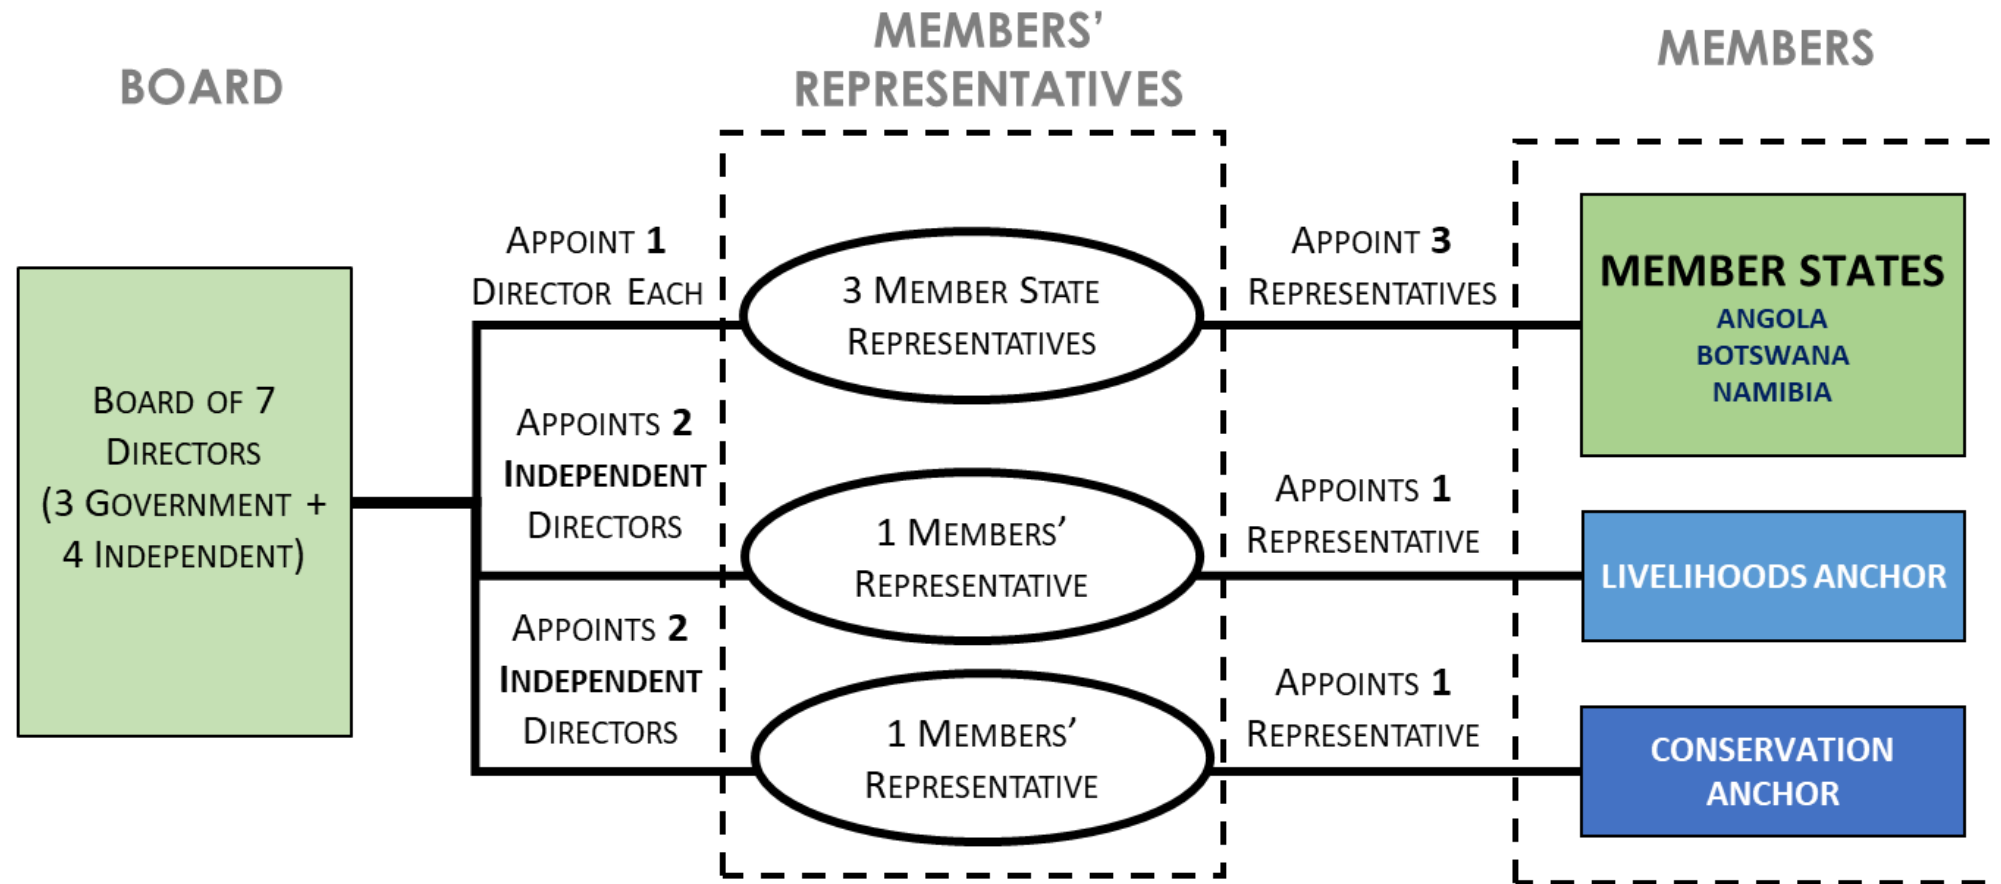 BOARD
MEMBERS'
REPRESENTATIVES
MEMBERS
BOARD OF 7
DIRECTORS
(3 GOVERNMENT +
4 INDEPENDENT)
APPOINT 1
DIRECTOR EACH
APPOINTS 2
INDEPENDENT
DIRECTORS
APPOINTS 2
INDEPENDENT
DIRECTORS
3 MEMBER STATE
REPRESENTATIVES
1 MEMBERS'
REPRESENTATIVE
1 MEMBERS'
REPRESENTATIVE
APPOINT 3
REPRESENTATIVES
APPOINTS 1
REPRESENTATIVE
APPOINTS 1
REPRESENTATIVE
MEMBER STATES
ANGOLA
BOTSWANA
NAMIBIA
LIVELIHOODS ANCHOR
CONSERVATION
ANCHOR